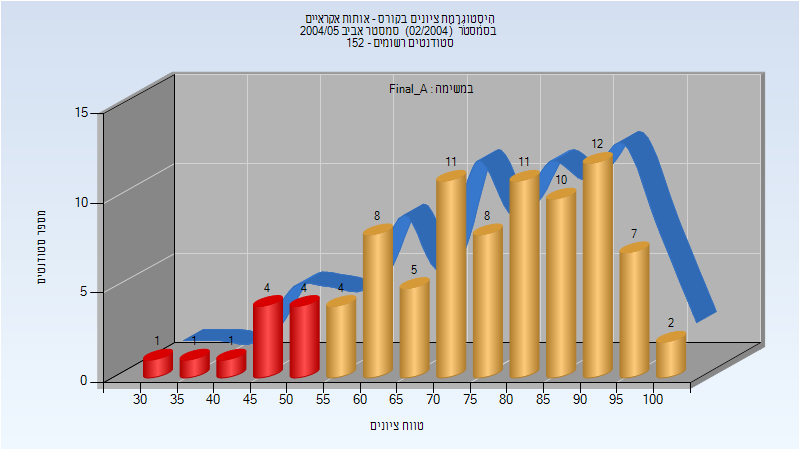 הִיסְטוֹגְרָמַת ציונים בקורס - אותות אקראיים
בסמסטר (02/2004) סמסטר אביב 2004/05
סטודנטים רשומים - 152
במשימה : Final_A
מספר סטודנטים
15
10
5
0
1 1 1 4 4 4 8 5 11 8 11 10 12 7 2
30 35 40 45 50 55 60 65 70 75 80 85 90 95 100
טווח ציונים